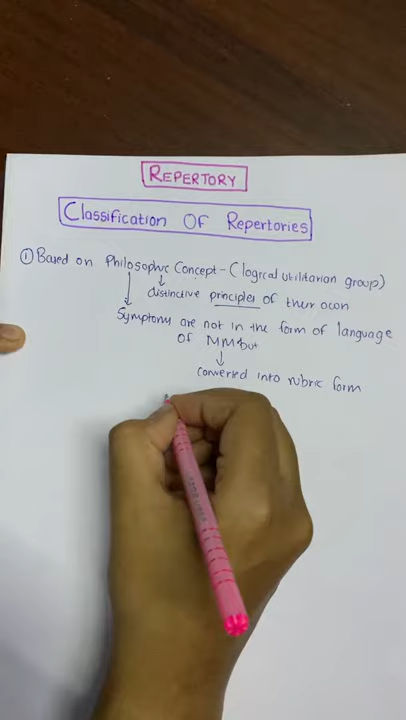 REPERTORY
Classification Of Repertories
① Based on Philosophic Concept - (logical utilitarian group)
distinctive principles of their own
Symptoms are not in the form of language
of MM but
converted into rubric form